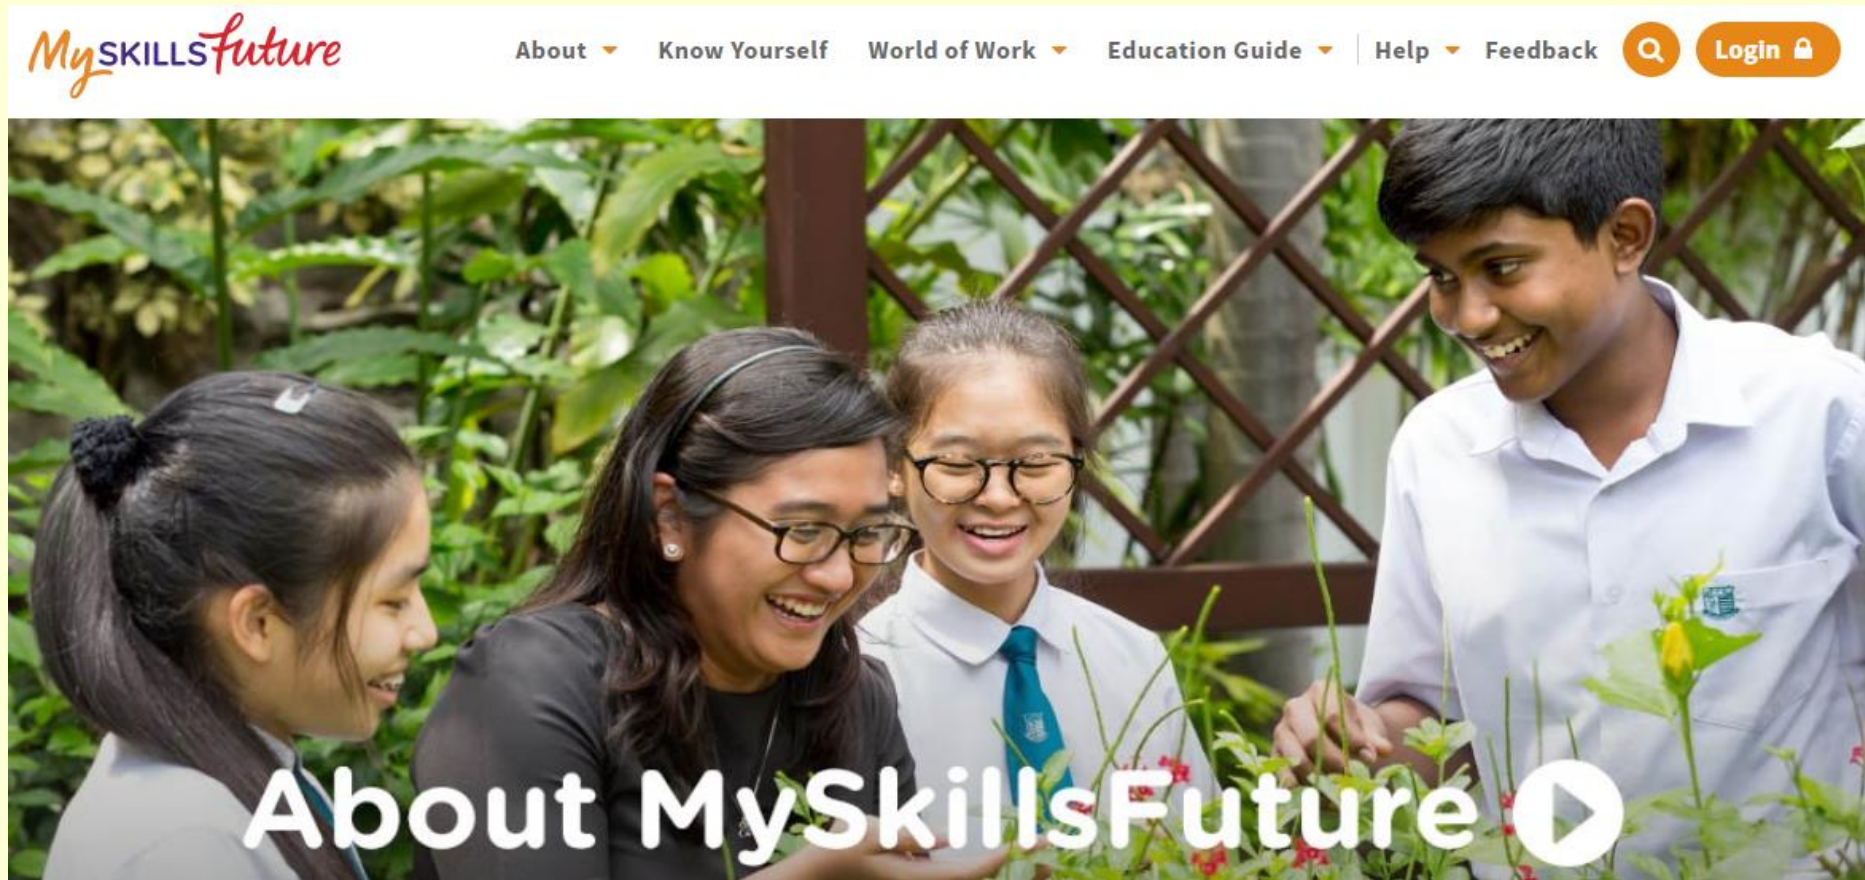 MySKILLSfuture
About Know Yourself World of Work Education Guide Help Feedback Login
About MySkillsFuture